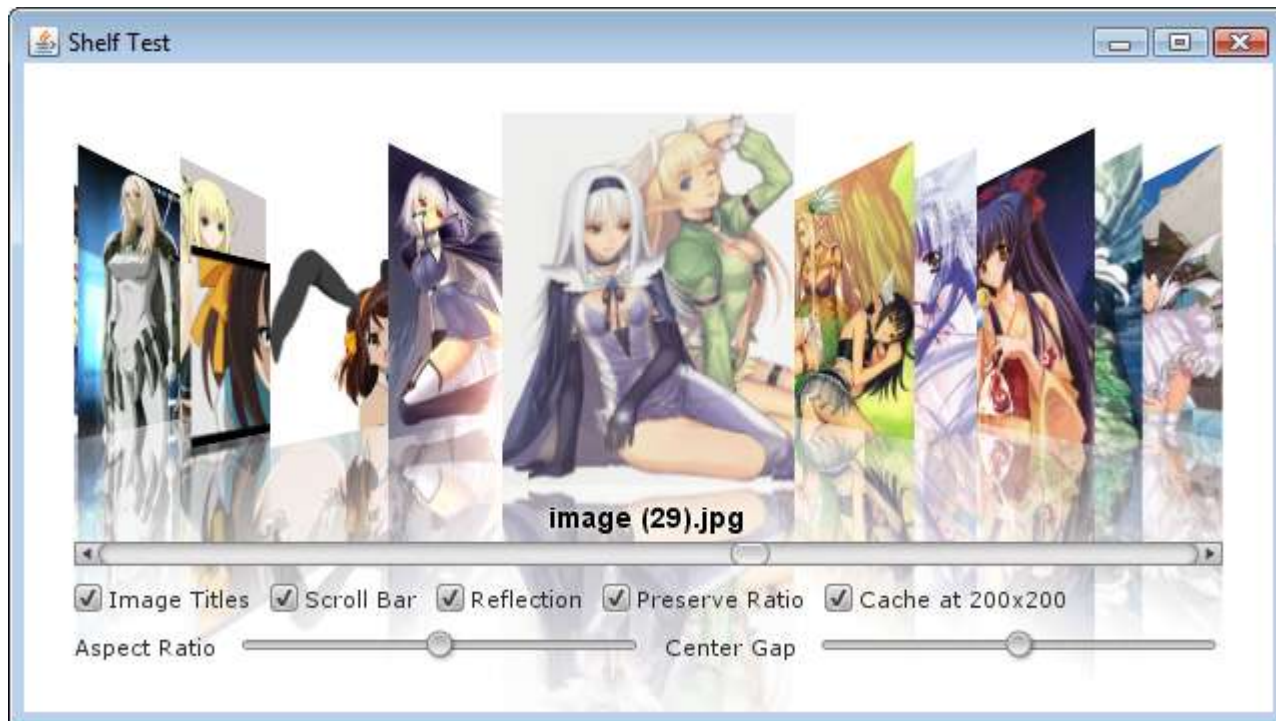 Shelf Test
image (29).jpg
Image Titles Scroll Bar Reflection Preserve Ratio Cache at 200x200
Aspect Ratio Center Gap